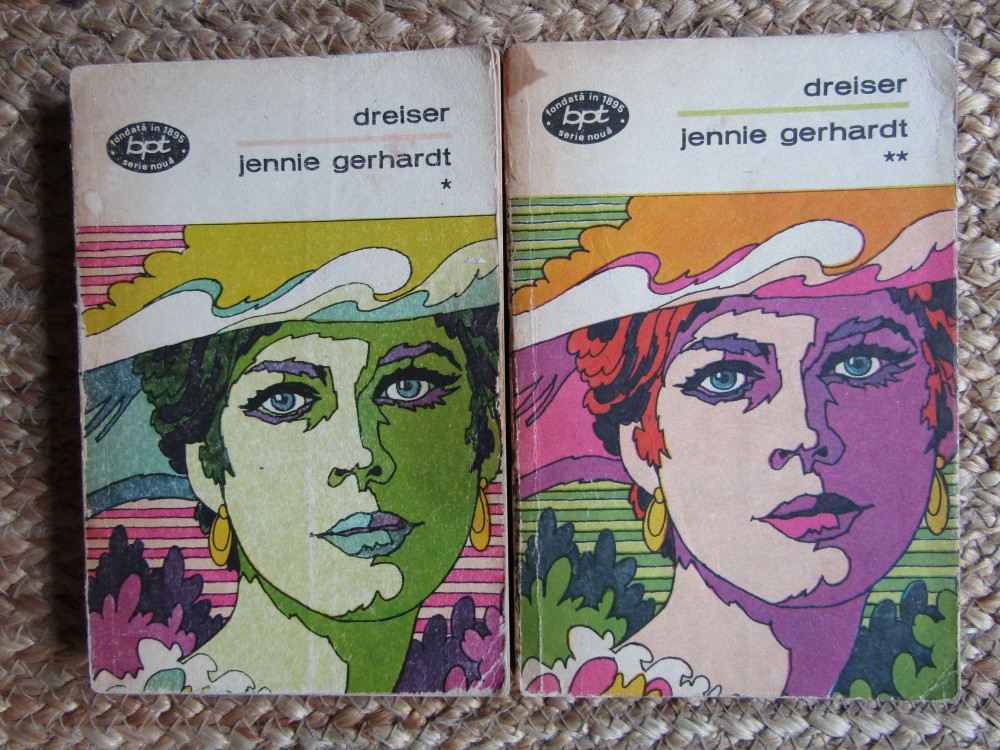 fondată în 1895
bpt
serie nouă
dreiser
jennie gerhardt
*
fondată în 1895
bpt
serie nouă
dreiser
jennie gerhardt
**